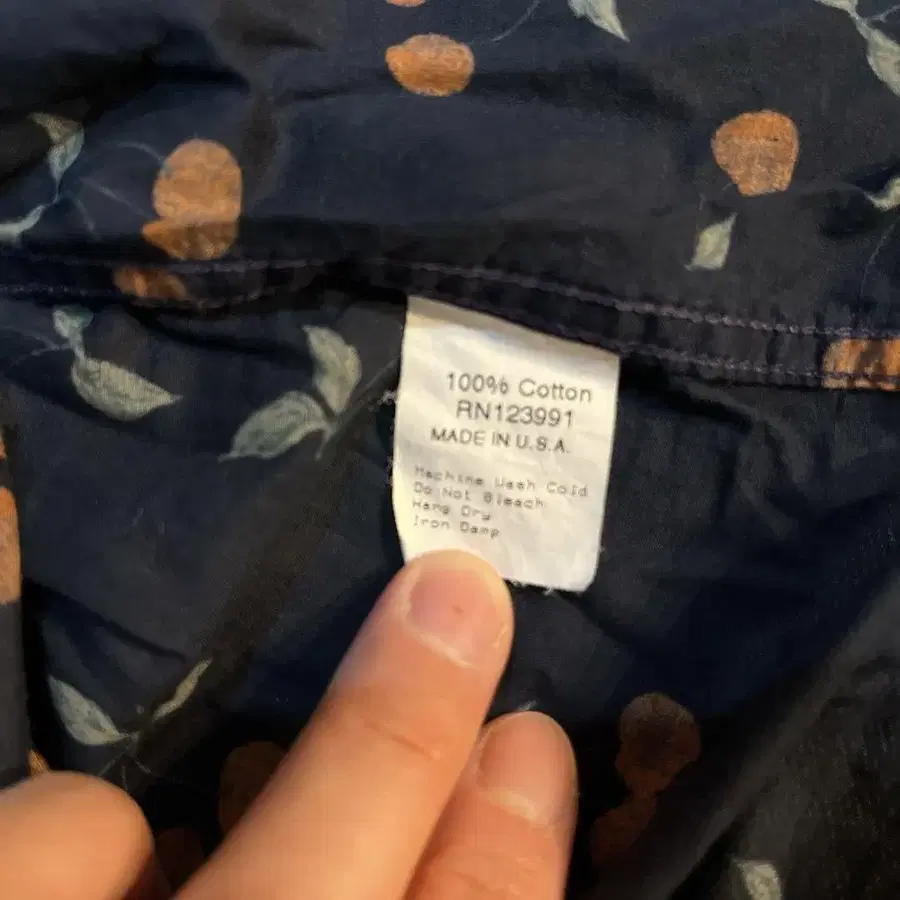 100% Cotton
RN123991
MADE IN U.S.A.
Machine Wash Cold
Do Not Bleach
Hang Dry
Iron Damp